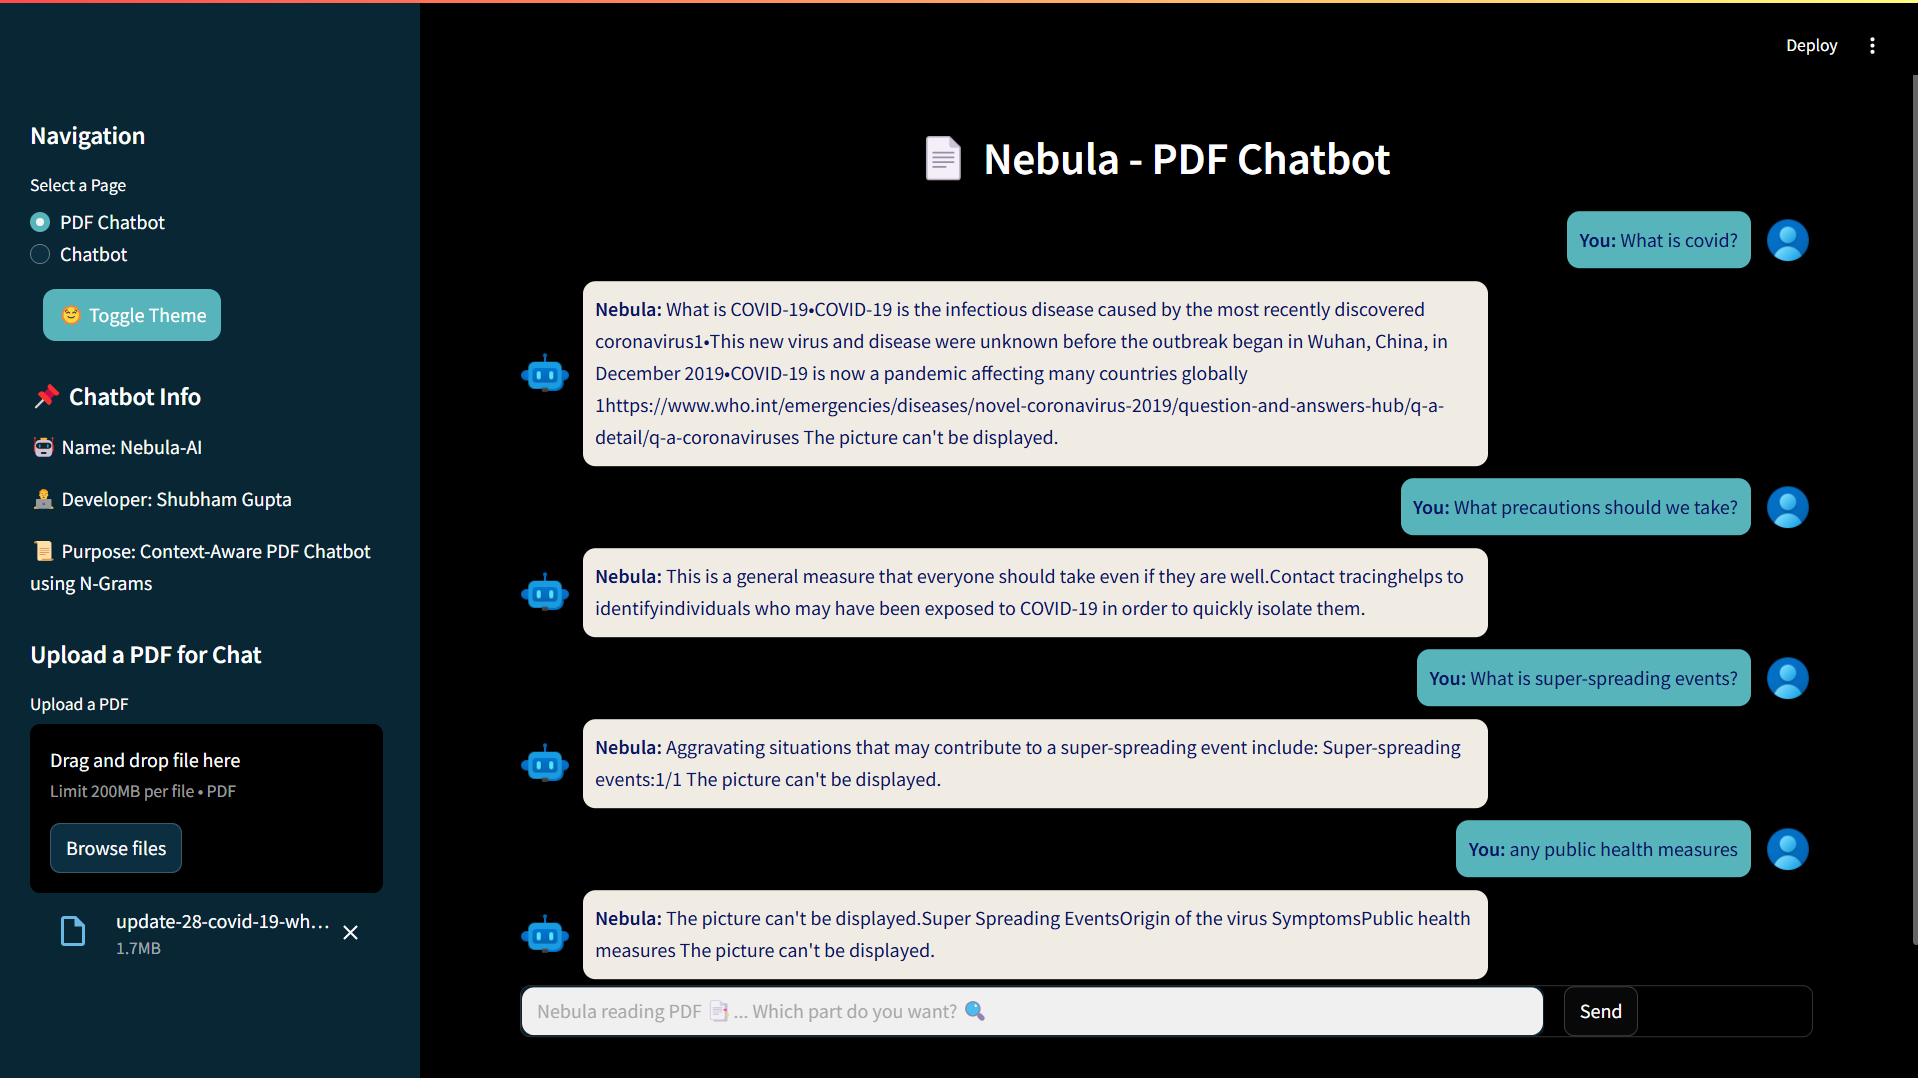 Deploy
Navigation
Select a Page
PDF Chatbot
Chatbot
Toggle Theme
Chatbot Info
Name: Nebula-AI
Developer: Shubham Gupta
Purpose: Context-Aware PDF Chatbot
using N-Grams
Upload a PDF for Chat
Upload a PDF
Drag and drop file here
Limit 200MB per file • PDF
Browse files
update-28-covid-19-wh...
1.7MB
Nebula - PDF Chatbot
You: What is covid?
Nebula: What is COVID-19•COVID-19 is the infectious disease caused by the most recently discovered
coronavirus1•This new virus and disease were unknown before the outbreak began in Wuhan, China, in
December 2019•COVID-19 is now a pandemic affecting many countries globally
1https://www.who.int/emergencies/diseases/novel-coronavirus-2019/question-and-answers-hub/q-a-
detail/q-a-coronaviruses The picture can't be displayed.
You: What precautions should we take?
Nebula: This is a general measure that everyone should take even if they are well.Contact tracinghelps to
identifyindividuals who may have been exposed to COVID-19 in order to quickly isolate them.
You: What is super-spreading events?
Nebula: Aggravating situations that may contribute to a super-spreading event include: Super-spreading
events:1/1 The picture can't be displayed.
You: any public health measures
Nebula: The picture can't be displayed.Super Spreading EventsOrigin of the virus SymptomsPublic health
measures The picture can't be displayed.
Nebula reading PDF 📑 ... Which part do you want? 🔍
Send